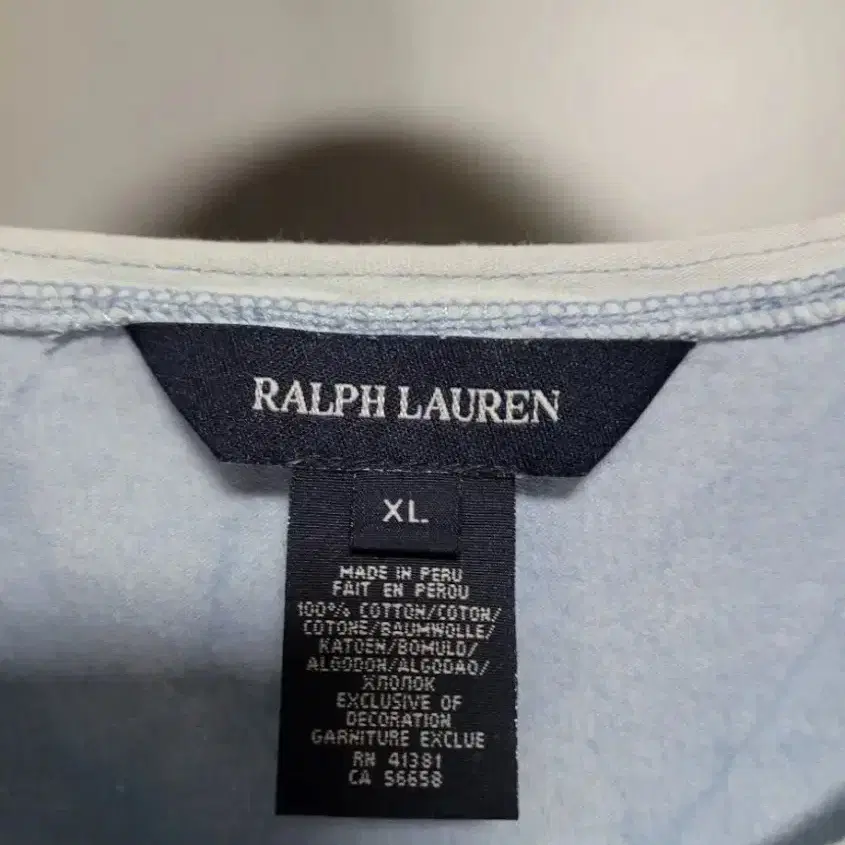 RALPH LAUREN
XL
MADE IN PERU
FAIT EN PEROU
100% COTTON/COTON/
COTONE/BAUMWOLLE/
KATOEN/BOMULD/
ALGODON/ALGODAO/
ХЛОПОК
EXCLUSIVE OF
DECORATION
GARNITURE EXCLUE
RN 41381
CA 56658